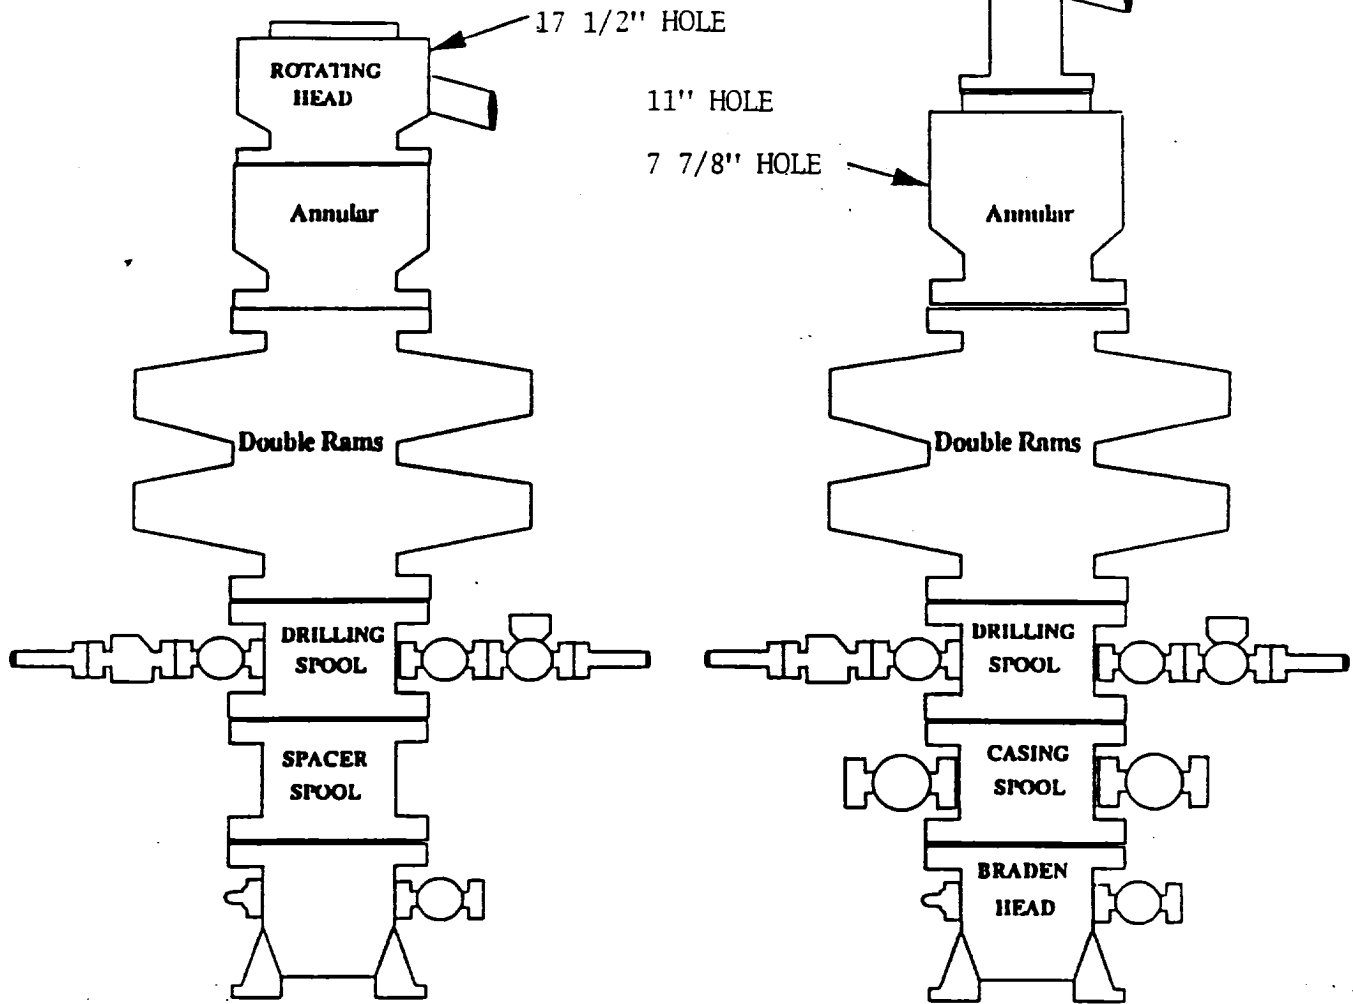 17 1/2" HOLE
ROTATING
HEAD
11" HOLE
7 7/8" HOLE
Annular
Annular
Double Rams
Double Rams
DRILLING
SPOOL
DRILLING
SPOOL
SPACER
SPOOL
CASING
SPOOL
BRADEN
HEAD